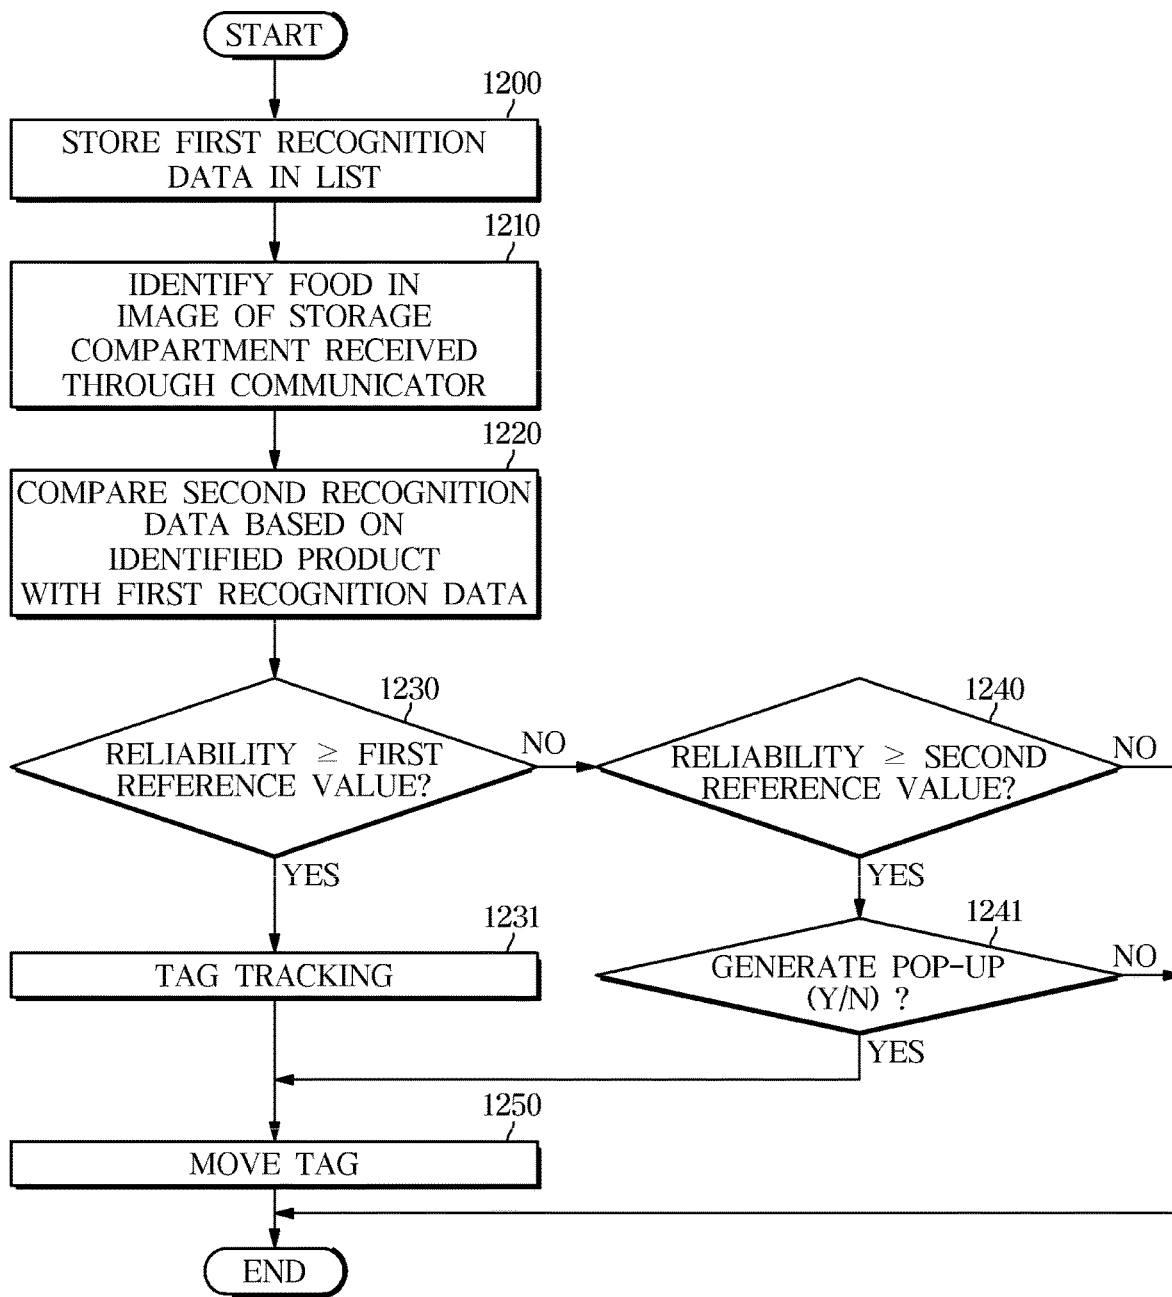 START
1200
STORE FIRST RECOGNITION
DATA IN LIST
1210
IDENTIFY FOOD IN
IMAGE OF STORAGE
COMPARTMENT RECEIVED
THROUGH COMMUNICATOR
1220
COMPARE SECOND RECOGNITION
DATA BASED ON
IDENTIFIED PRODUCT
WITH FIRST RECOGNITION DATA
1230
RELIABILITY ≥ FIRST
REFERENCE VALUE?
NO
YES
1240
RELIABILITY ≥ SECOND
REFERENCE VALUE?
NO
YES
1231
TAG TRACKING
1241
GENERATE POP-UP
(Y/N) ?
NO
YES
1250
MOVE TAG
END